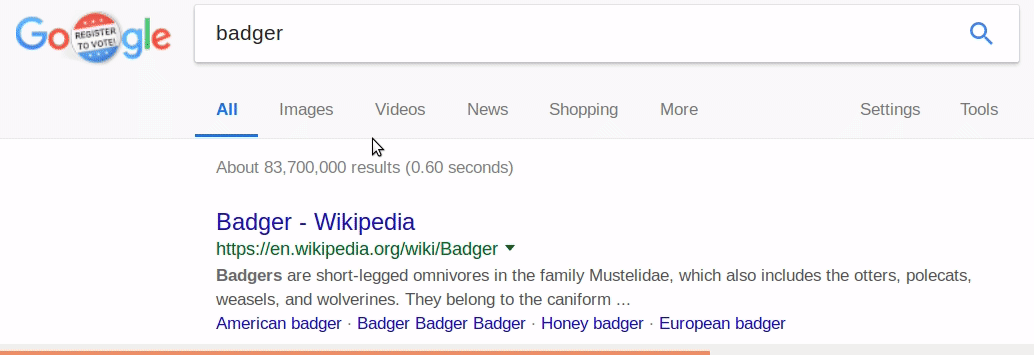 Google
REGISTER
TO VOTE!
badger
All Images Videos News Shopping More Settings Tools
About 83,700,000 results (0.60 seconds)
Badger - Wikipedia
https://en.wikipedia.org/wiki/Badger
Badgers are short-legged omnivores in the family Mustelidae, which also includes the otters, polecats,
weasels, and wolverines. They belong to the caniform ...
American badger · Badger Badger Badger · Honey badger · European badger